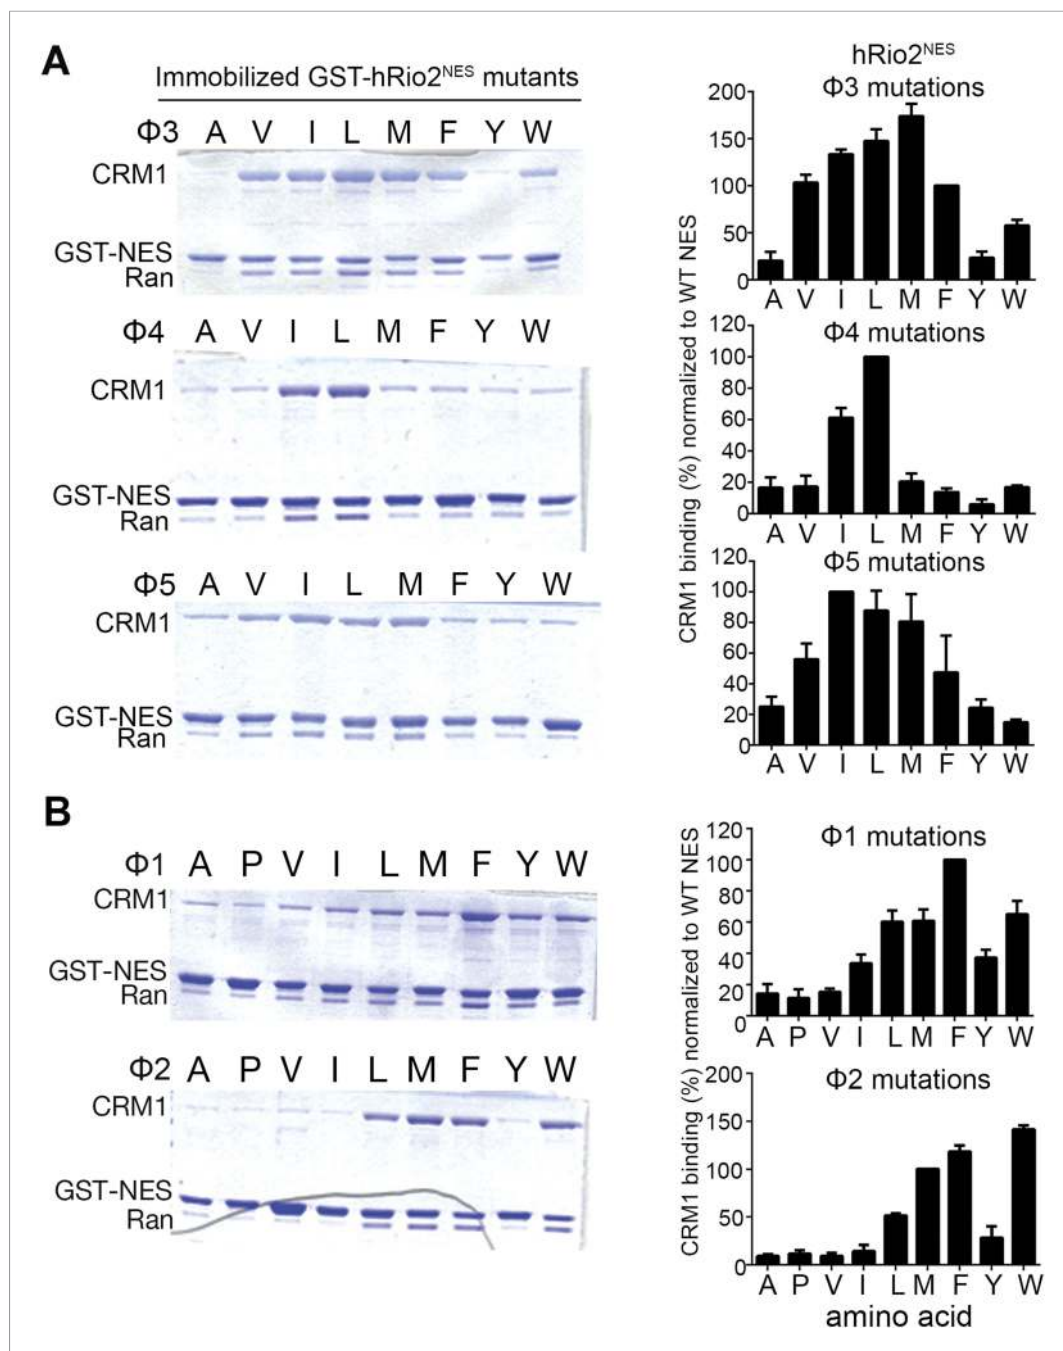 A
Immobilized GST-hRio2NES mutants
Φ3 A V I L M F Y W
CRM1
GST-NES
Ran
Φ4 A V I L M F Y W
CRM1
GST-NES
Ran
Φ5 A V I L M F Y W
CRM1
GST-NES
Ran
hRio2NES
Φ3 mutations
200
150
100
50
0
A V I L M F Y W
Φ4 mutations
120
100
80
60
40
20
0
A V I L M F Y W
Φ5 mutations
120
100
80
60
40
20
0
A V I L M F Y W
CRM1 binding (%) normalized to WT NES
B
Φ1 A P V I L M F Y W
CRM1
GST-NES
Ran
Φ2 A P V I L M F Y W
CRM1
GST-NES
Ran
Φ1 mutations
120
100
80
60
40
20
0
A P V I L M F Y W
Φ2 mutations
200
150
100
50
0
A P V I L M F Y W
CRM1 binding (%) normalized to WT NES
amino acid